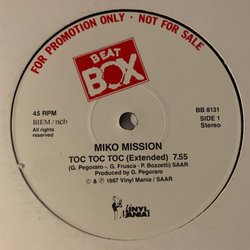 FOR PROMOTION ONLY • NOT FOR SALE
BEAT
BOX
45 RPM
BIEM / ncb
All rights
reserved
BB 8131
SIDE 1
Stereo
MIKO MISSION
TOC TOC TOC (Extended) 7.55
(G. Pegoraro - G. Frusca - P. Bozzetti) SAAR
Produced by G. Pegoraro
© & ℗ 1987 Vinyl Mania / SAAR
VINYL
MANIA!